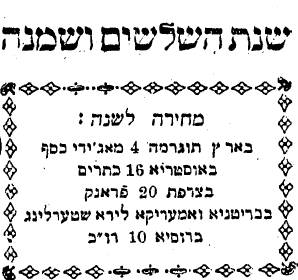 שנת השלשים ושמנה
מחירה לשנה:
בארץ תוגרמה 4 מאג'ידי כסף
באוסטריא 16 כתרים
בצרפת 20 פראנק
בבריטניא ואמעריקא לירא שטערלינג
ברוסיא 10 רו"כ